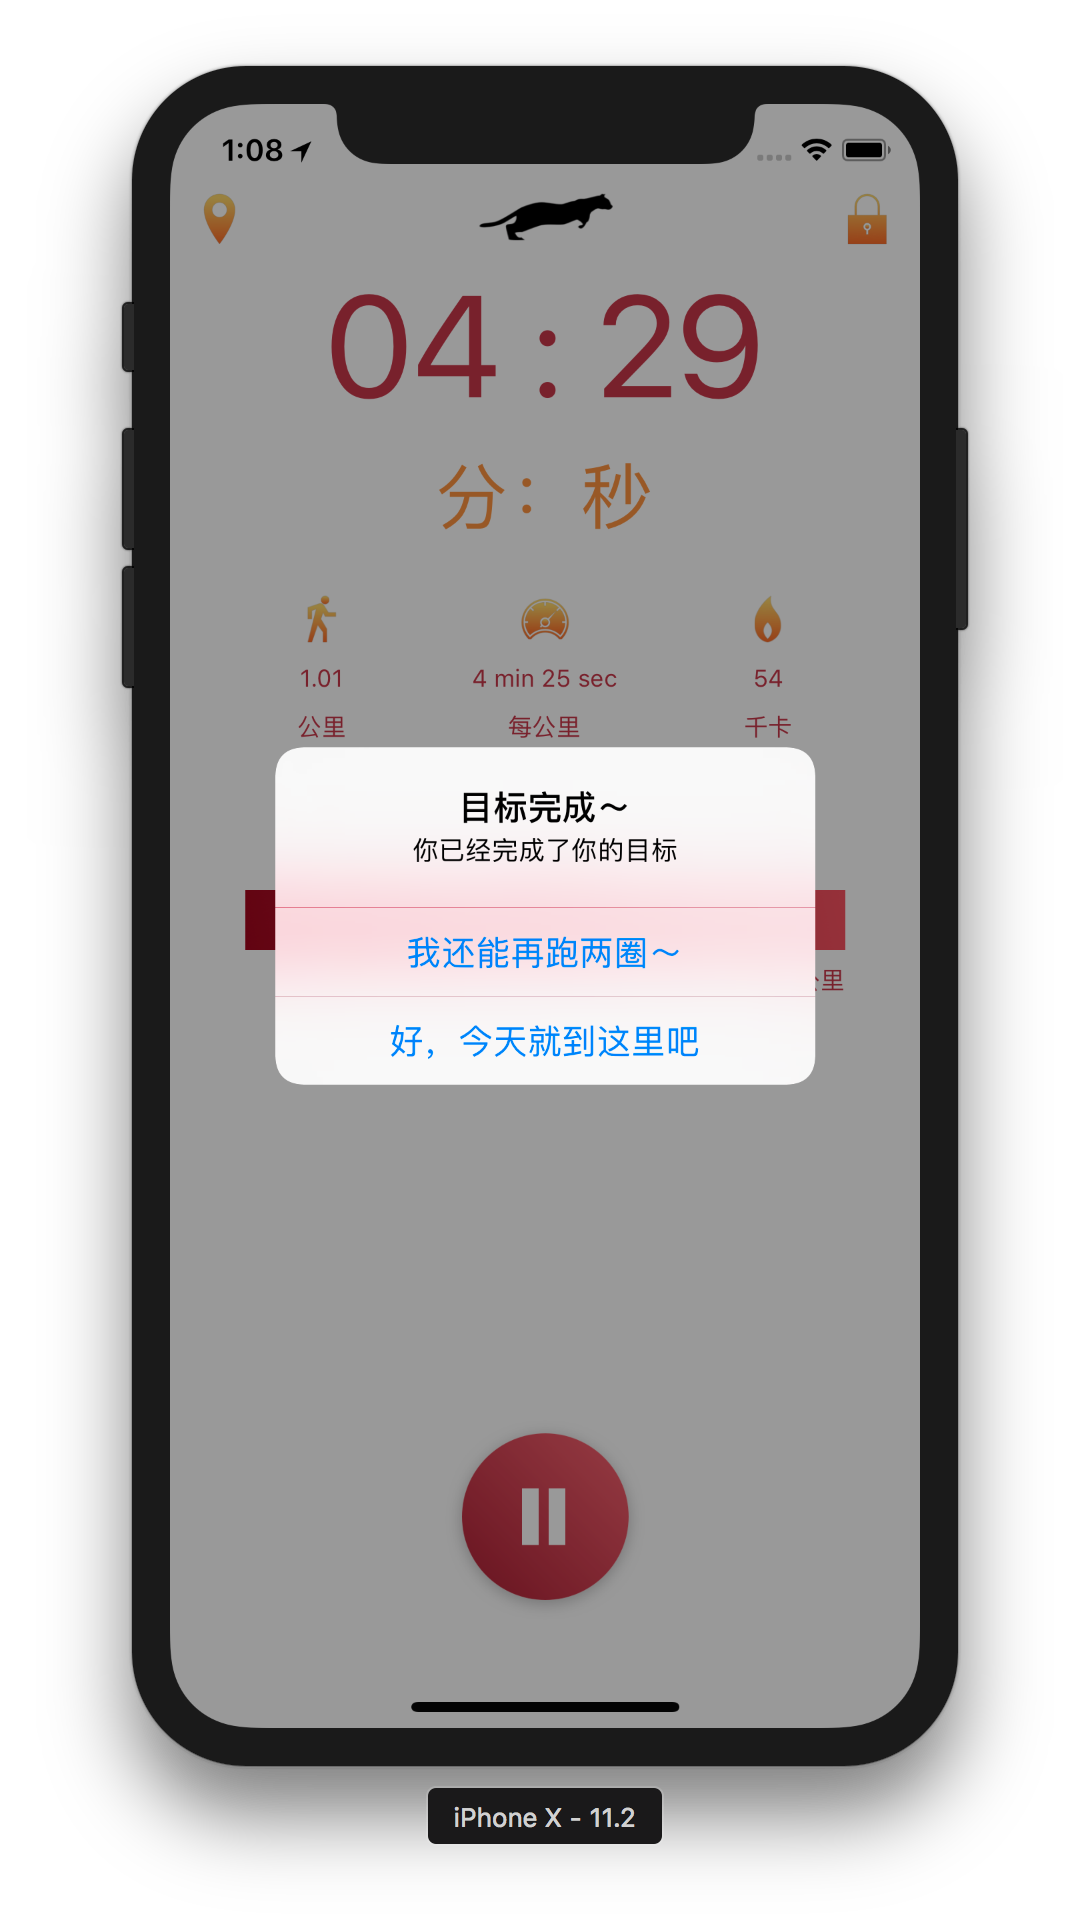 1:08
04 : 29
分： 秒
1.01
4 min 25 sec
54
公里
每公里
千卡
目标完成～
你已经完成了你的目标
我还能再跑两圈～
公里
好，今天就到这里吧
iPhone X - 11.2